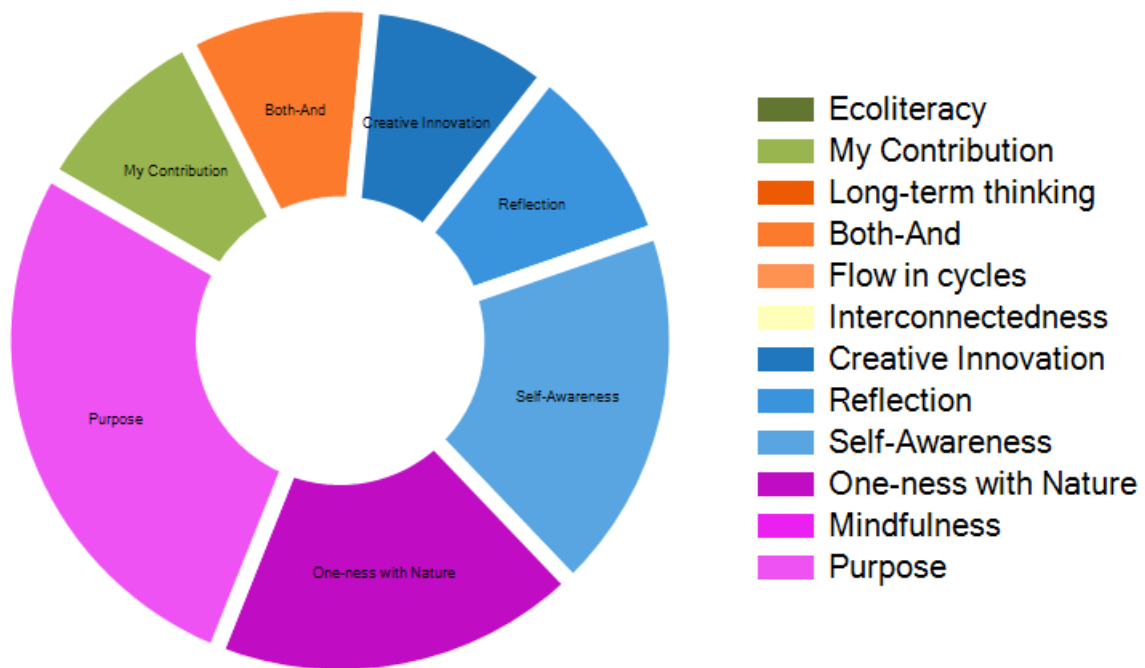 Both-And
Creative Innovation
My Contribution
Reflection
Self-Awareness
Purpose
One-ness with Nature
Ecoliteracy
My Contribution
Long-term thinking
Both-And
Flow in cycles
Interconnectedness
Creative Innovation
Reflection
Self-Awareness
One-ness with Nature
Mindfulness
Purpose